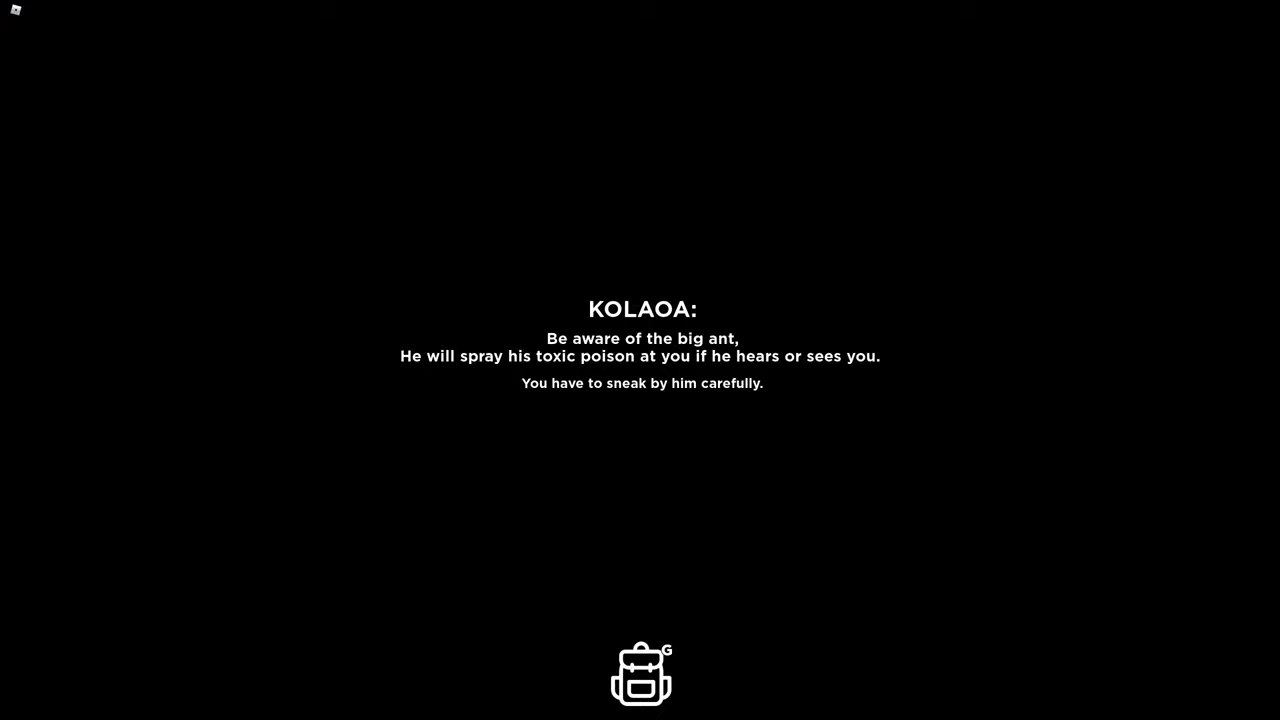 KOLAOA:
Be aware of the big ant,
He will spray his toxic poison at you if he hears or sees you.
You have to sneak by him carefully.
G